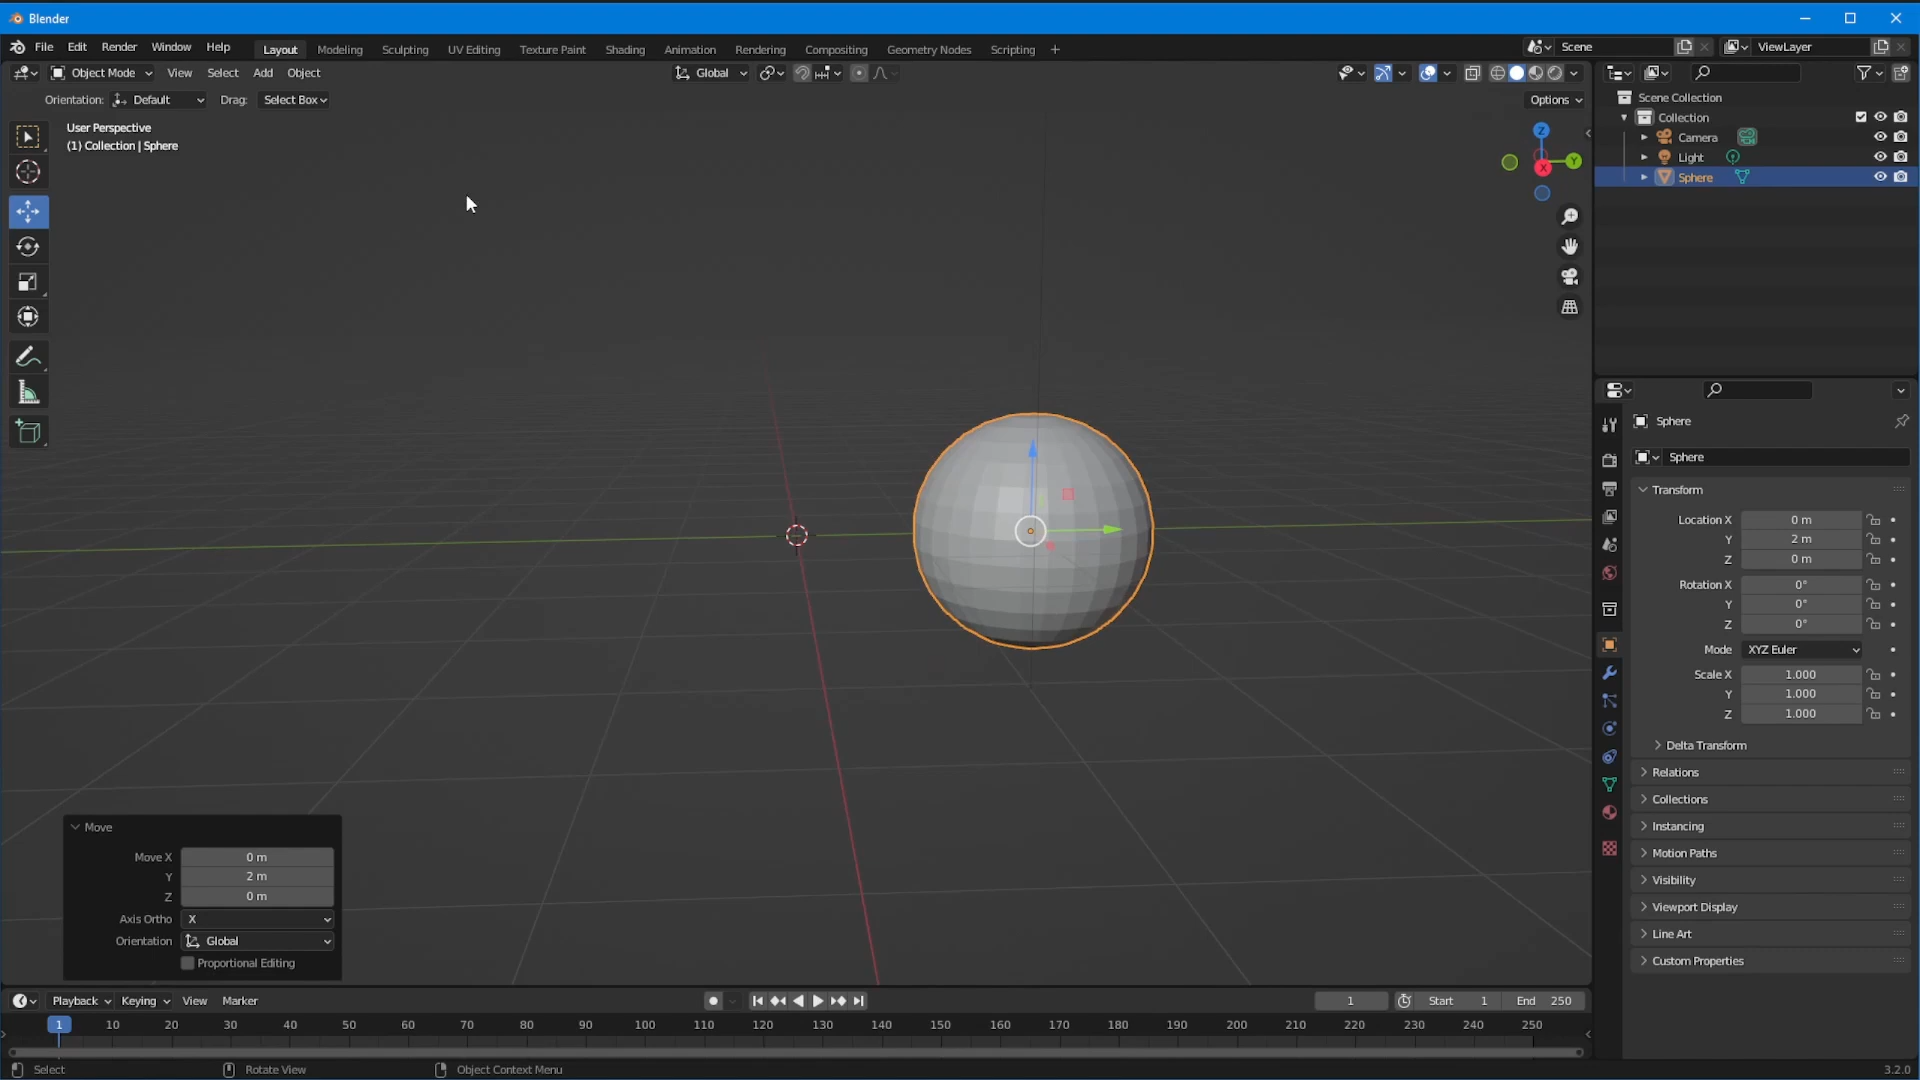 Blender
File Edit Render Window Help Layout Modeling Sculpting UV Editing Texture Paint Shading Animation Rendering Compositing Geometry Nodes Scripting + Scene ViewLayer
Object Mode View Select Add Object Global
Orientation: Default Drag: Select Box Options
User Perspective
(1) Collection | Sphere
Z
Y
X
Scene Collection
Collection
Camera
Light
Sphere
Sphere
Sphere
Transform
Location X 0 m
Y 2 m
Z 0 m
Rotation X 0°
Y 0°
Z 0°
Mode XYZ Euler
Scale X 1.000
Y 1.000
Z 1.000
Delta Transform
Relations
Collections
Instancing
Motion Paths
Visibility
Viewport Display
Line Art
Custom Properties
Move
Move X 0 m
Y 2 m
Z 0 m
Axis Ortho X
Orientation Global
Proportional Editing
Playback Keying View Marker 1 Start 1 End 250
1 10 20 30 40 50 60 70 80 90 100 110 120 130 140 150 160 170 180 190 200 210 220 230 240 250
Select Rotate View Object Context Menu 3.2.0